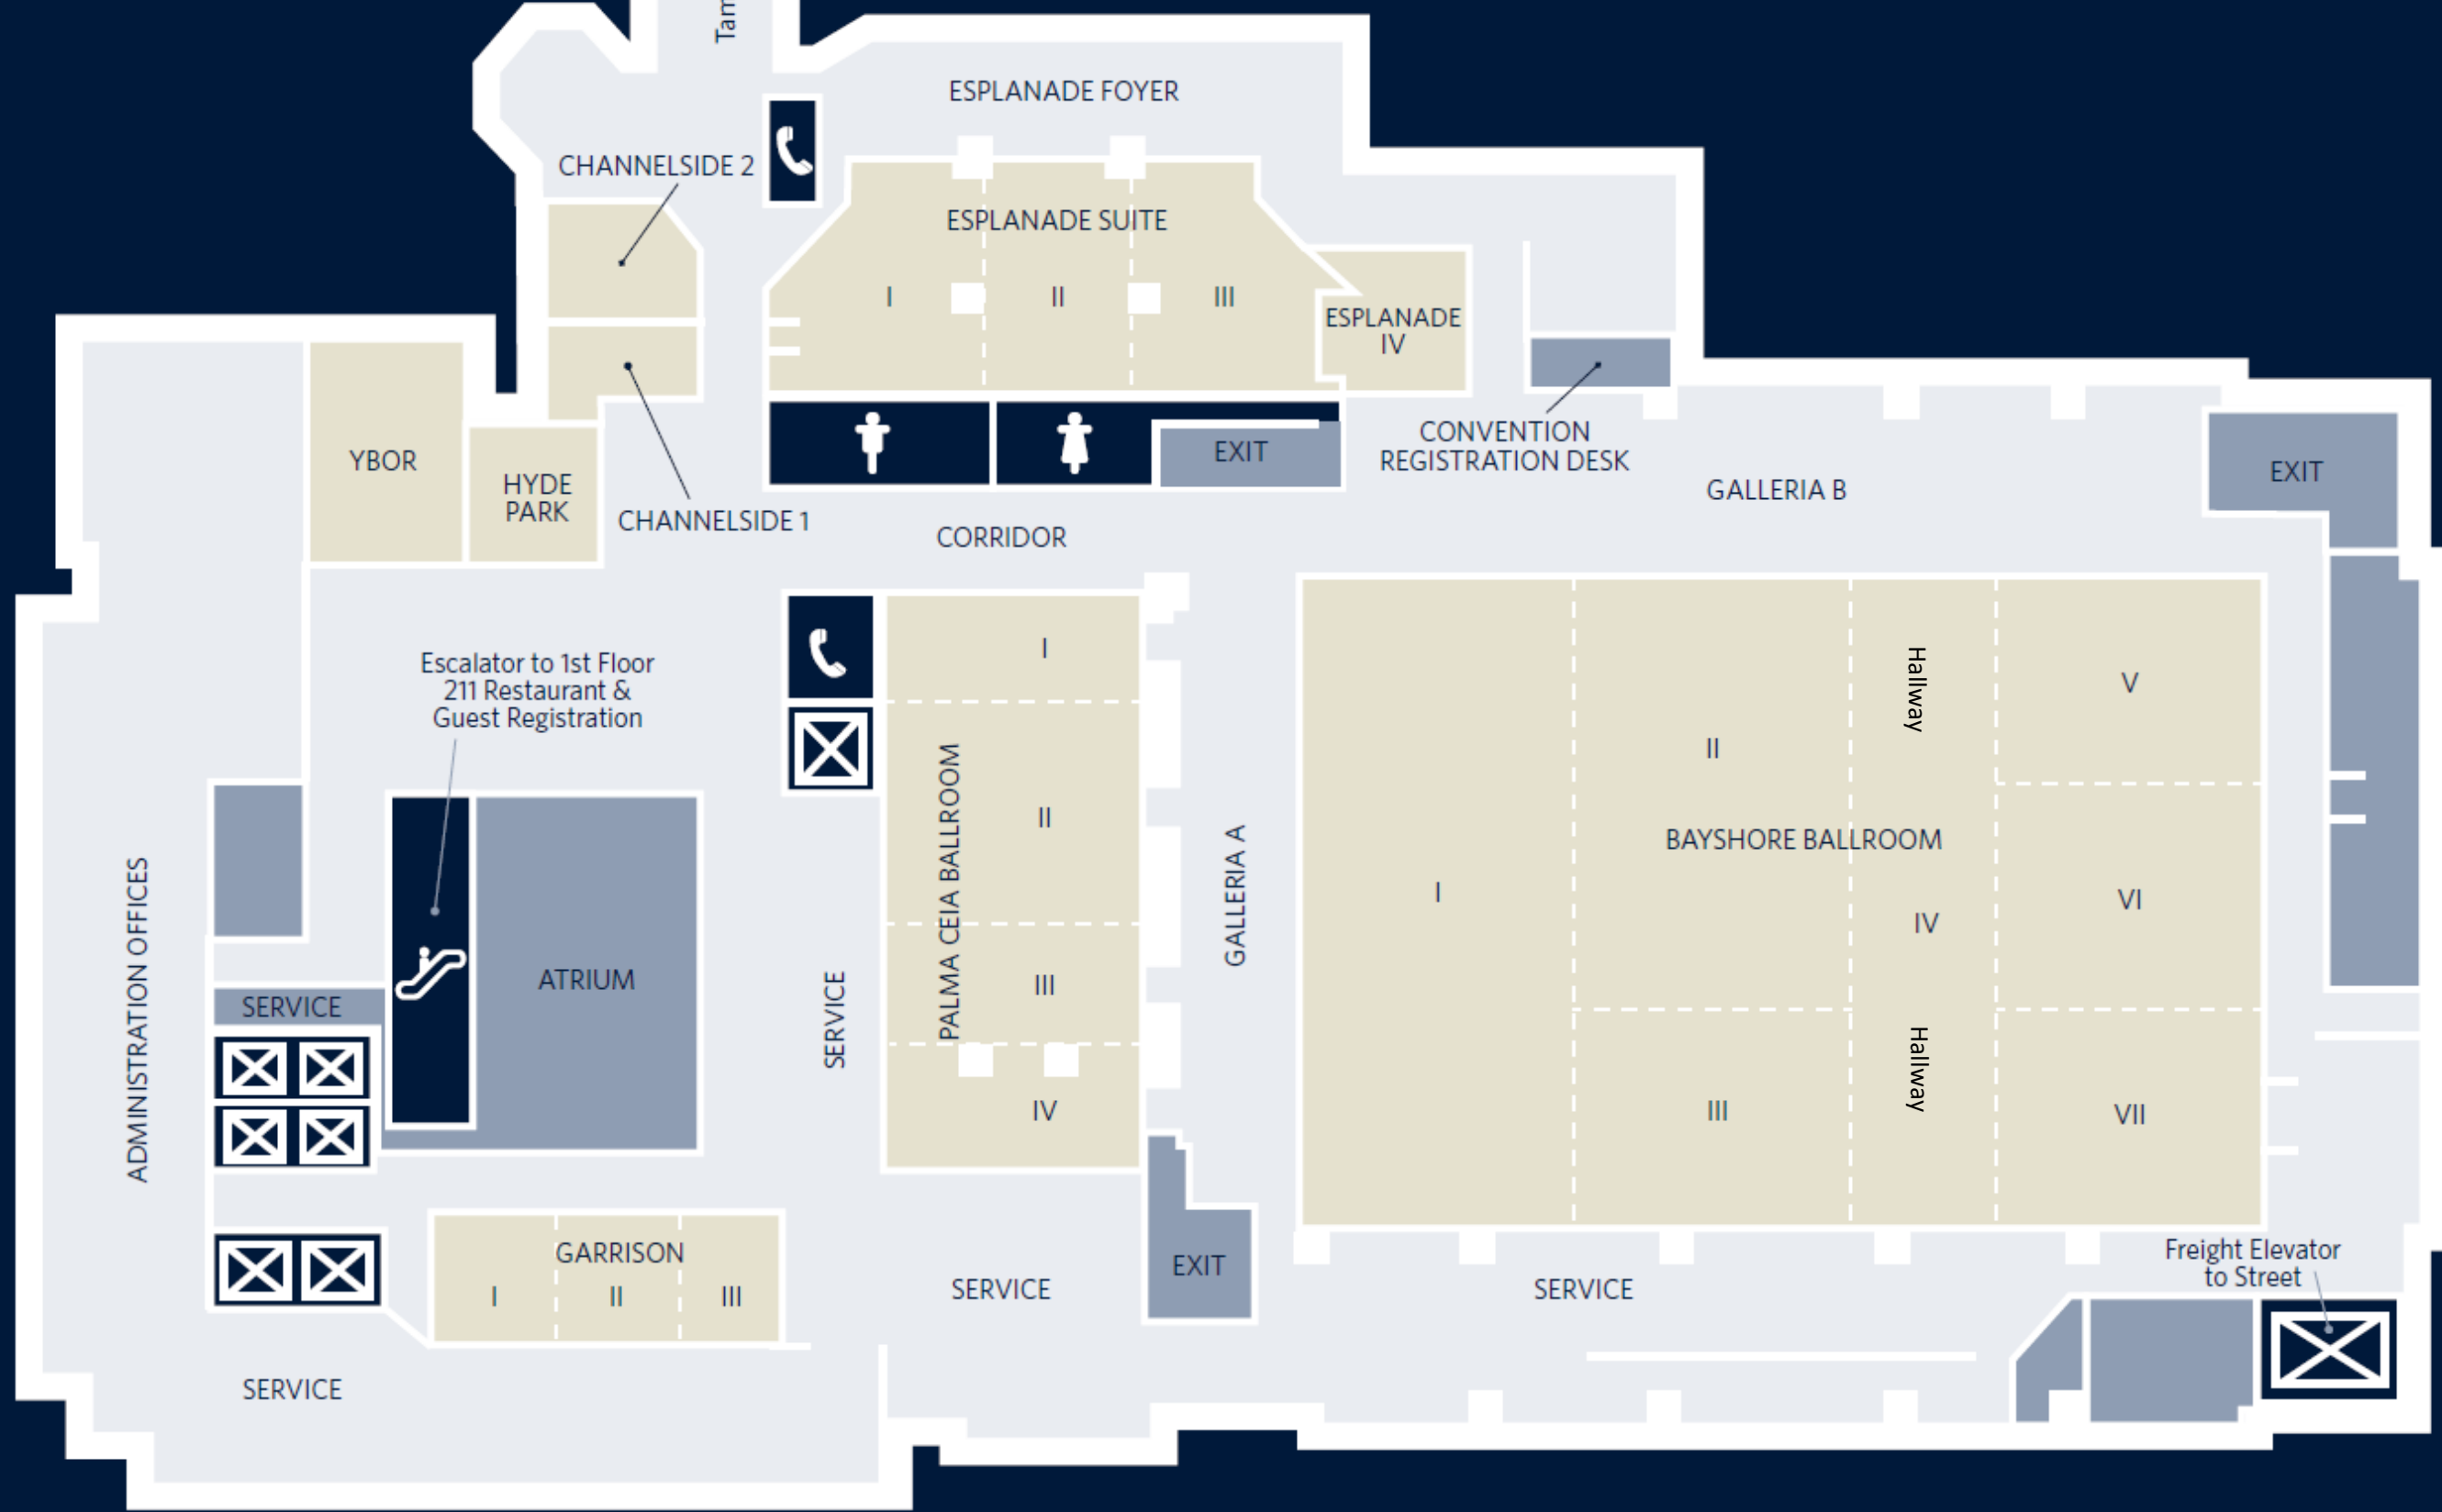 Tam
ESPLANADE FOYER
CHANNELSIDE 2
ESPLANADE SUITE
I
II
III
ESPLANADE
IV
CONVENTION
REGISTRATION DESK
YBOR
HYDE
PARK
CHANNELSIDE 1
EXIT
GALLERIA B
EXIT
CORRIDOR
Escalator to 1st Floor
211 Restaurant &
Guest Registration
PALMA CEIA BALLROOM
I
II
III
IV
GALLERIA A
BAYSHORE BALLROOM
I
II
III
Hallway
IV
Hallway
V
VI
VII
ADMINISTRATION OFFICES
SERVICE
ATRIUM
SERVICE
GARRISON
I
II
III
SERVICE
EXIT
SERVICE
Freight Elevator
to Street
SERVICE